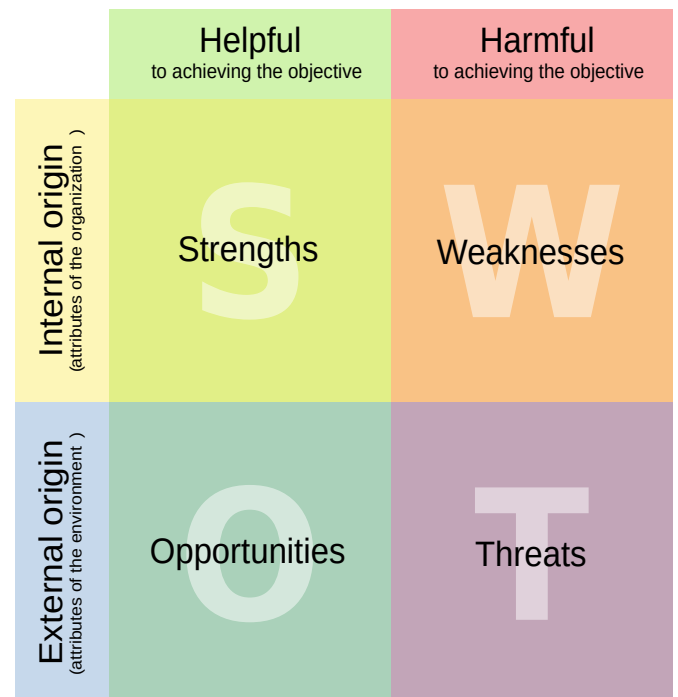 Helpful
to achieving the objective
Harmful
to achieving the objective
Internal origin
(attributes of the organization )
S
Strengths
W
Weaknesses
External origin
(attributes of the environment )
O
Opportunities
T
Threats